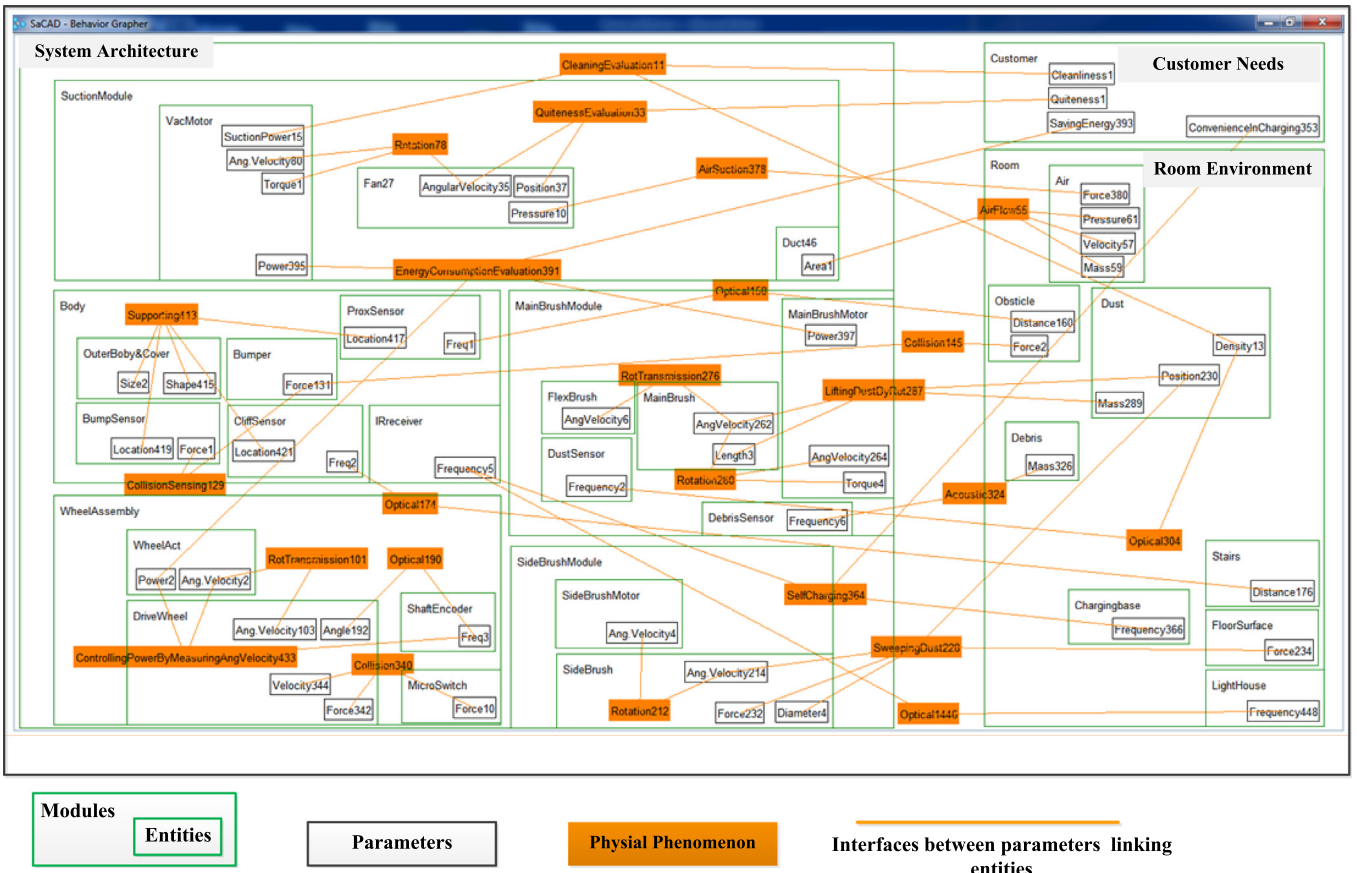 SaCAD - Behavior Grapher
System Architecture
CleaningEvaluation11
Customer
Customer Needs
Cleanliness1
SuctionModule
Quiteness1
VacMotor
QuitenessEvaluation33
SavingEnergy393
ConvenienceInCharging353
SuctionPower15
Rotation78
Ang.Velocity80
Room
Room Environment
Torque1
Fan27
AngularVelocity35
Position37
AirSuction378
Air
Force380
Pressure10
AirFlow55
Pressure61
Velocity57
Duct46
Power395
EnergyConsumptionEvaluation391
Area1
Mass59
Body
Supporting413
ProxSensor
MainBrushModule
Optical158
MainBrushMotor
Obsticle
Dust
Location417
Freq1
Power397
Distance160
OuterBoby&Cover
Bumper
Collision145
Force2
Density13
Size2
Shape415
Force131
RotTransmission276
LiftingDustByRot287
Position230
FlexBrush
MainBrush
Mass289
BumpSensor
CliffSensor
IRreceiver
AngVelocity6
AngVelocity262
Location419
Force1
Location421
Freq2
Frequency5
DustSensor
Length3
AngVelocity264
Debris
Mass326
CollisionSensing129
Frequency2
Rotation280
Torque4
Acoustic324
WheelAssembly
Optical174
DebrisSensor
Frequency6
WheelAct
RotTransmission101
Optical190
SideBrushModule
Optical304
Stairs
Power2
Ang.Velocity2
SideBrushMotor
SelfCharging364
Distance176
DriveWheel
ShaftEncoder
Chargingbase
Ang.Velocity103
Angle192
Freq3
Ang.Velocity4
Frequency366
FloorSurface
ControllingPowerByMeasuringAngVelocity433
Collision340
SideBrush
Ang.Velocity214
SweepingDust220
Force234
Velocity344
MicroSwitch
LightHouse
Force342
Force10
Rotation212
Force232
Diameter4
Optical1446
Frequency448
Modules
Entities
Parameters
Physial Phenomenon
Interfaces between parameters linking
entities